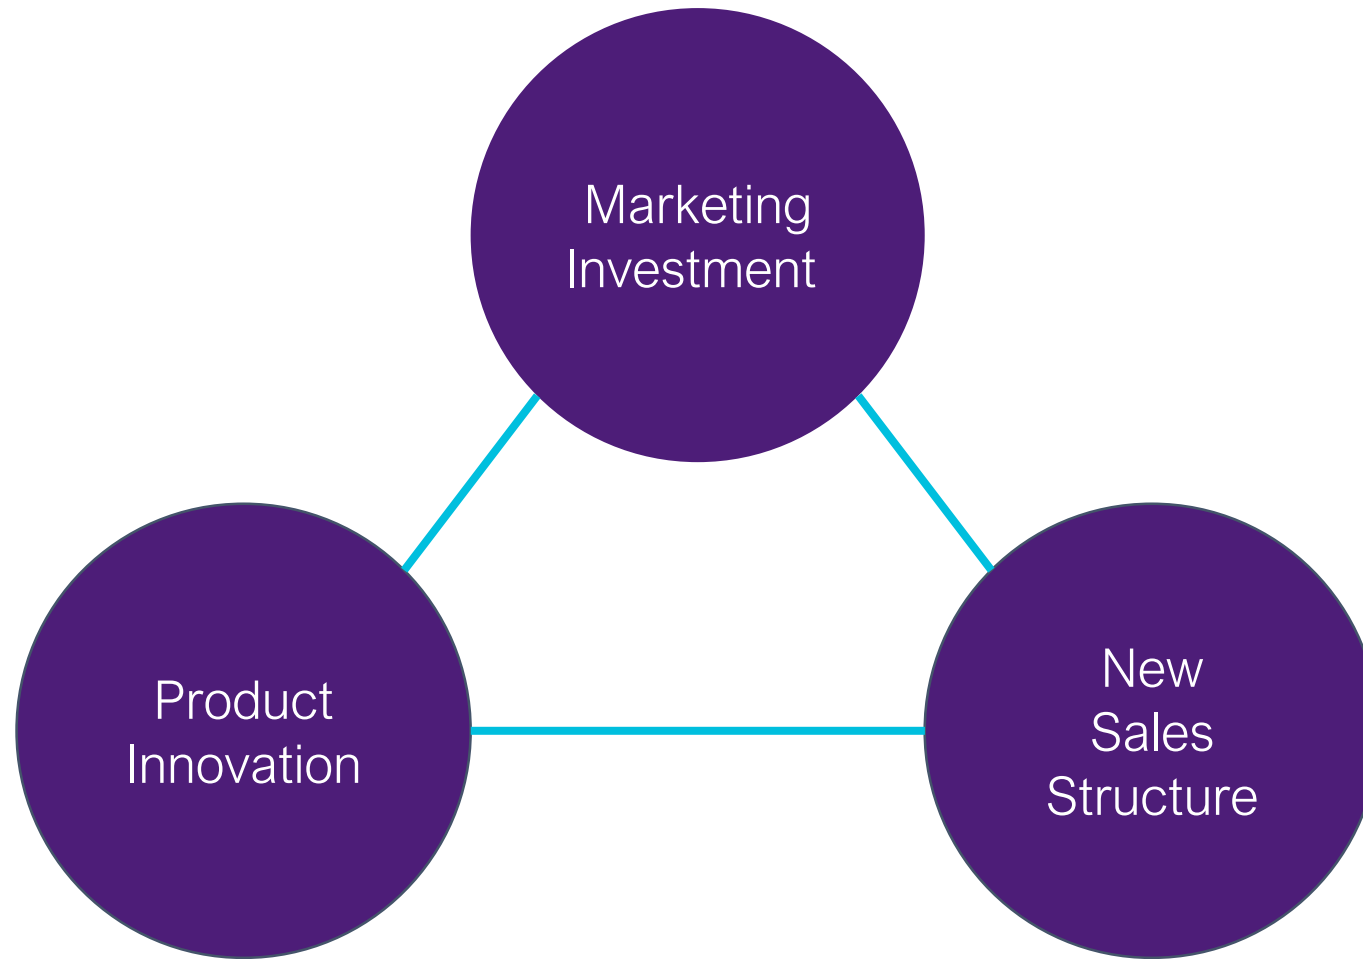 Marketing
Investment
Product
Innovation
New
Sales
Structure